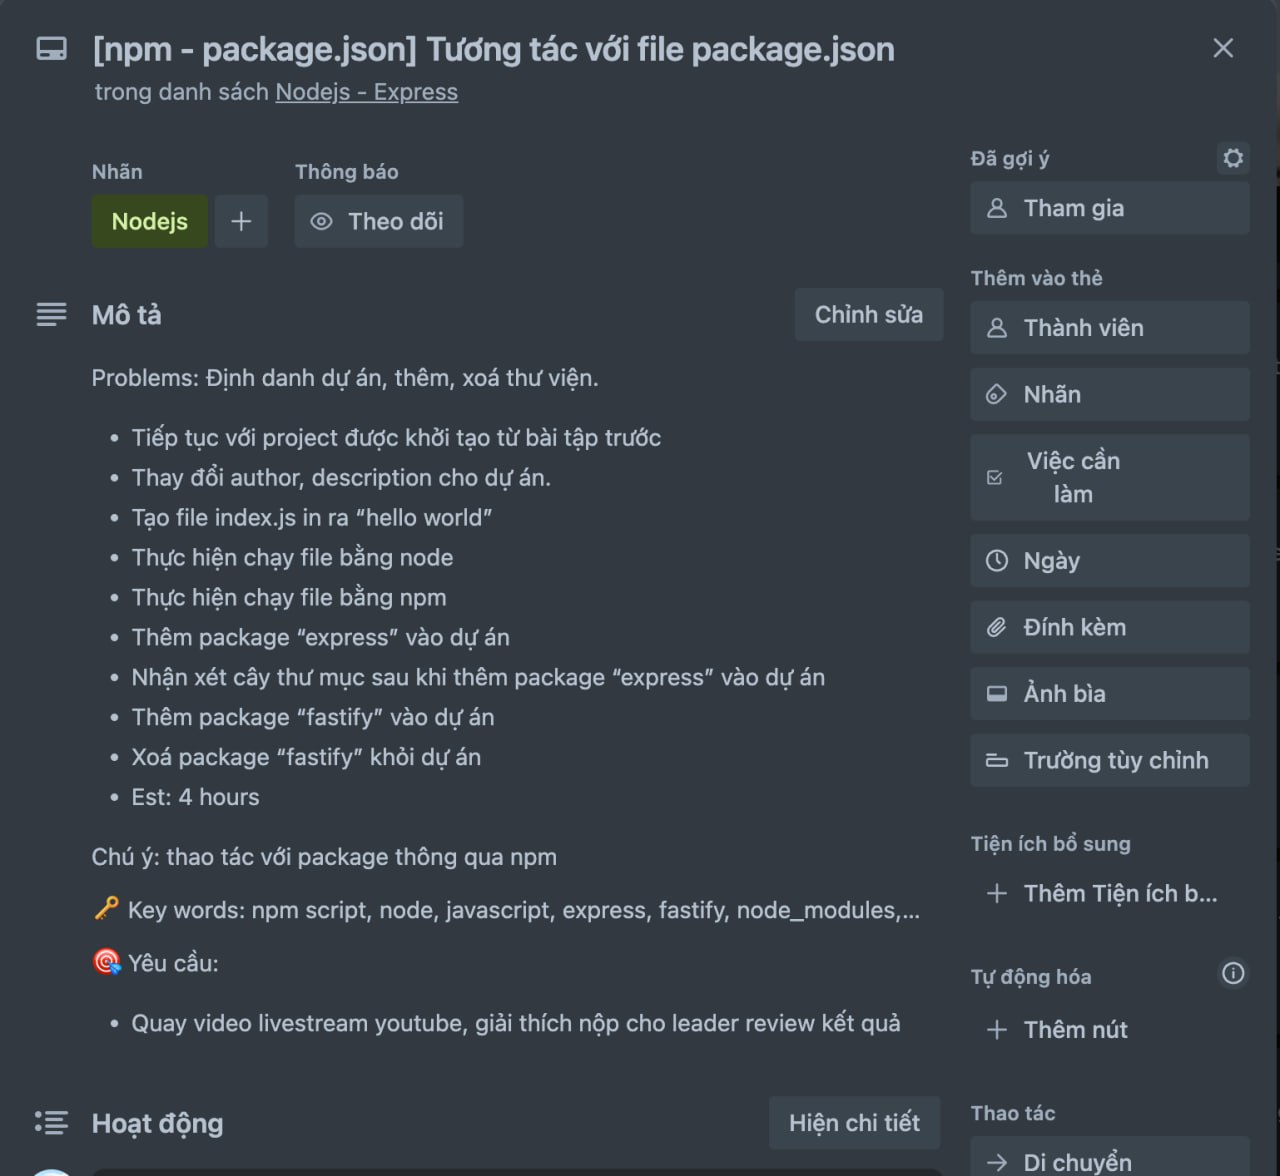 [npm - package.json] Tương tác với file package.json
trong danh sách Nodejs - Express
Nhãn
Thông báo
Nodejs
Theo dõi
Mô tả
Chỉnh sửa
Problems: Định danh dự án, thêm, xoá thư viện.
• Tiếp tục với project được khởi tạo từ bài tập trước
• Thay đổi author, description cho dự án.
• Tạo file index.js in ra “hello world”
• Thực hiện chạy file bằng node
• Thực hiện chạy file bằng npm
• Thêm package “express” vào dự án
• Nhận xét cây thư mục sau khi thêm package “express” vào dự án
• Thêm package “fastify” vào dự án
• Xoá package “fastify” khỏi dự án
• Est: 4 hours
Chú ý: thao tác với package thông qua npm
Key words: npm script, node, javascript, express, fastify, node_modules,...
Yêu cầu:
• Quay video livestream youtube, giải thích nộp cho leader review kết quả
Hoạt động
Hiện chi tiết
Đã gợi ý
Tham gia
Thêm vào thẻ
Thành viên
Nhãn
Việc cần
làm
Ngày
Đính kèm
Ảnh bìa
Trường tùy chỉnh
Tiện ích bổ sung
Thêm Tiện ích b...
Tự động hóa
Thêm nút
Thao tác
Di chuyển